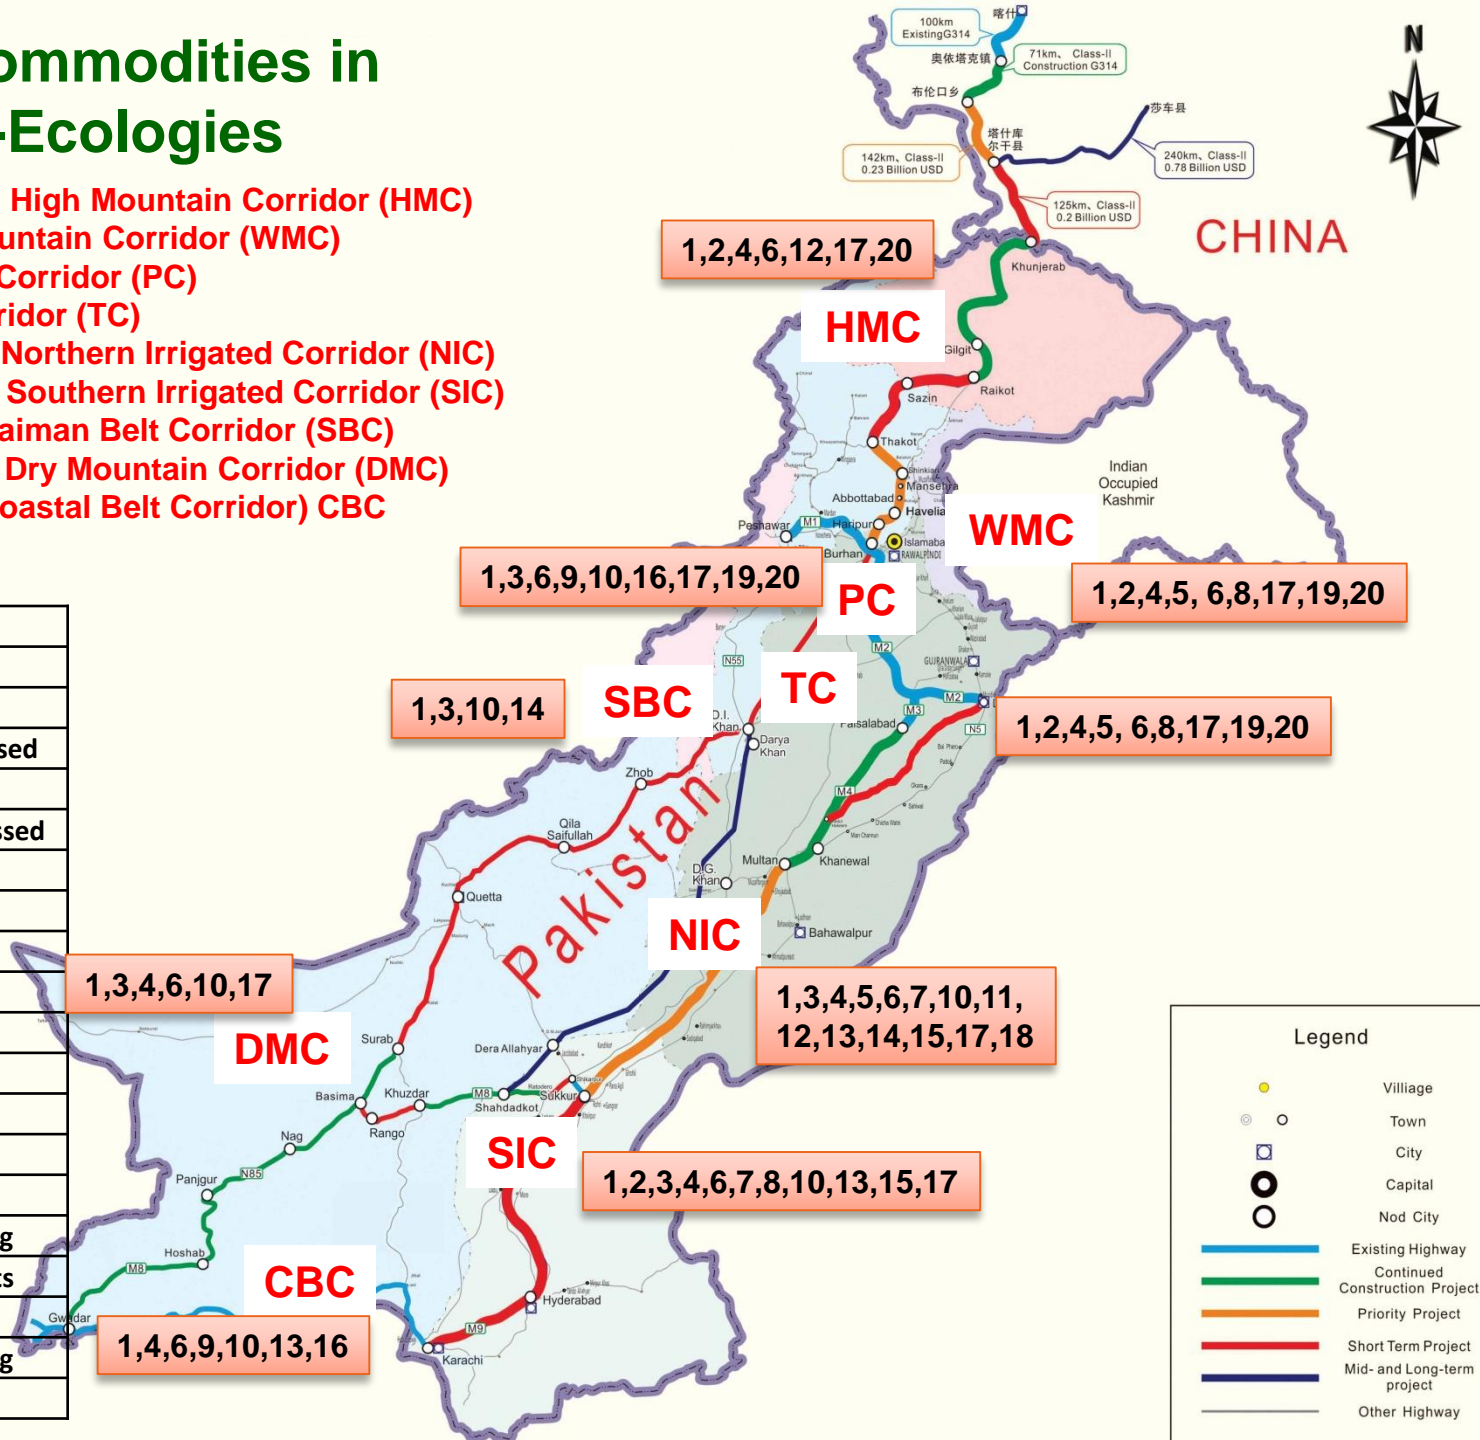 ommodities in
-Ecologies
High Mountain Corridor (HMC)
untain Corridor (WMC)
Corridor (PC)
ridor (TC)
Northern Irrigated Corridor (NIC)
Southern Irrigated Corridor (SIC)
aiman Belt Corridor (SBC)
Dry Mountain Corridor (DMC)
oastal Belt Corridor) CBC
sed
ssed
g
ts
g
喀什
100km
ExistingG314
奥依塔克镇
71km、Class-II
Construction G314
布伦口乡
莎车县
塔什库
尔干县
142km、Class-II
0.23 Billion USD
240km、Class-II
0.78 Billion USD
125km、Class-II
0.2 Billion USD
N
CHINA
1,2,4,6,12,17,20
Khunjerab
HMC
Gilgit
Raikot
Sazin
Thakot
Shinkiari
Mansehra
Abbottabad
Havelia
Indian
Occupied
Kashmir
Peshawar
M1
Haripur
Islamaba
RAWALPINDI
Burhan
WMC
1,3,6,9,10,16,17,19,20
PC
1,2,4,5, 6,8,17,19,20
M2
N55
GUJRANWALA
SBC
TC
1,3,10,14
M2
M3
D.I.
Khan
Darya
Khan
Faisalabad
N5
1,2,4,5, 6,8,17,19,20
Zhob
M4
Qila
Saifullah
Pakistan
Multan
Khanewal
D.G.
Khan
Quetta
NIC
Bahawalpur
1,3,4,6,10,17
1,3,4,5,6,7,10,11,
12,13,14,15,17,18
DMC
Surab
Dera Allahyar
Basima
Khuzdar
M8
Shahdadkot
Sukkur
Rango
Nag
SIC
1,2,3,4,6,7,8,10,13,15,17
N85
Panjgur
Hoshab
M8
CBC
Hyderabad
Gwadar
1,4,6,9,10,13,16
M9
Karachi
Legend
Villiage
Town
City
Capital
Nod City
Existing Highway
Continued
Construction Project
Priority Project
Short Term Project
Mid- and Long-term
project
Other Highway